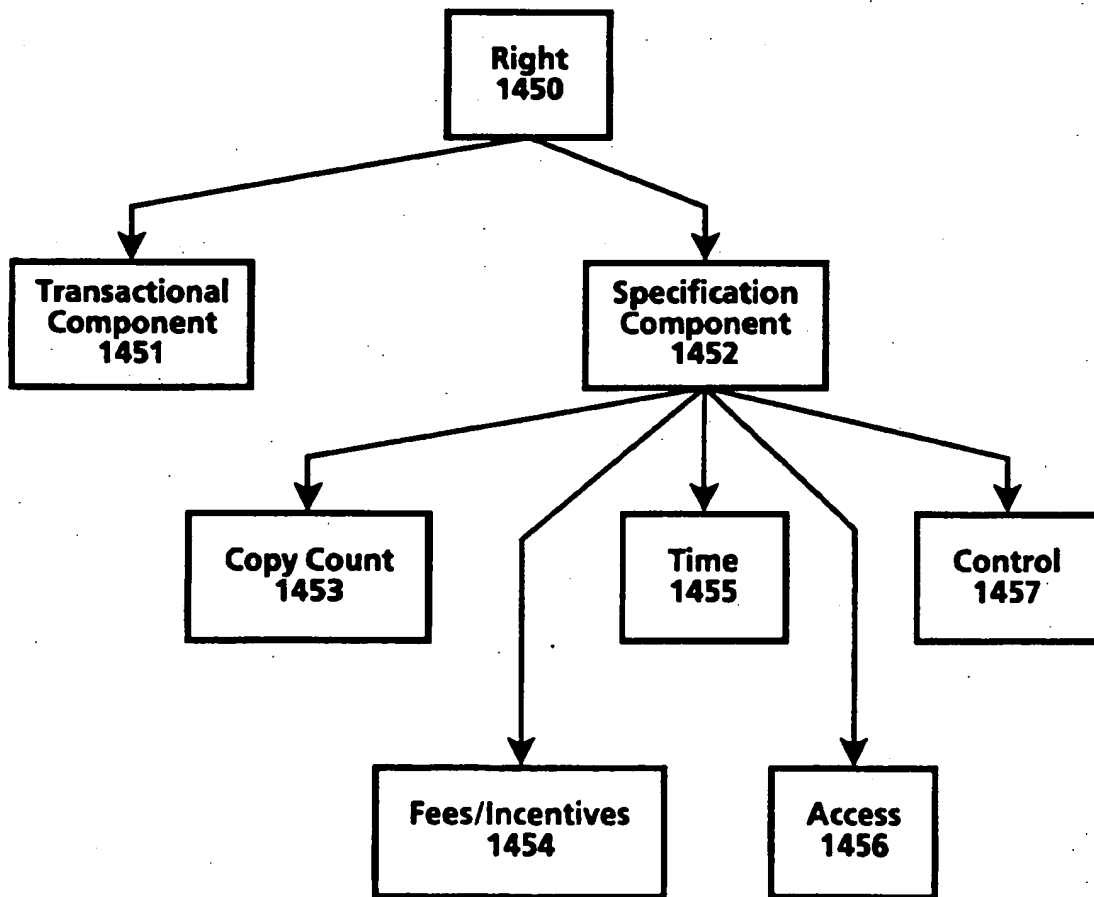 Right
1450
Transactional
Component
1451
Specification
Component
1452
Copy Count
1453
Time
1455
Control
1457
Fees/Incentives
1454
Access
1456